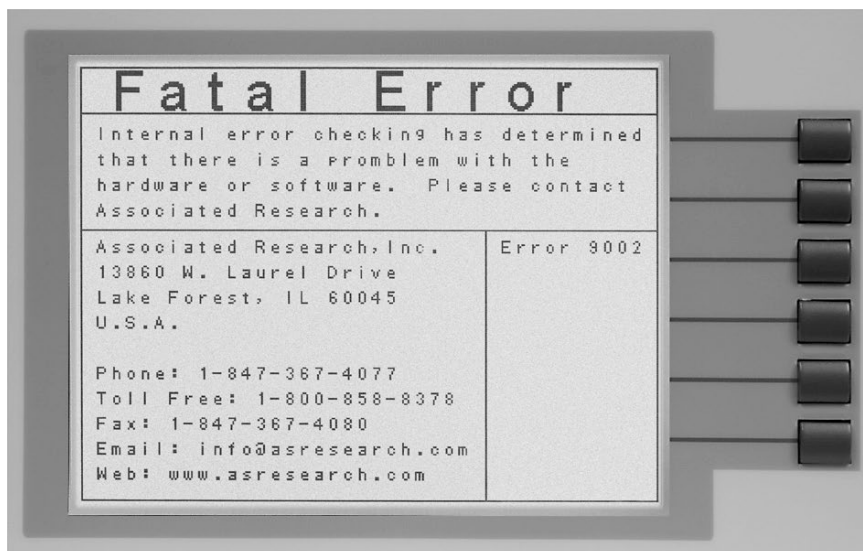 Fatal Error
Internal error checking has determined
that there is a promblem with the
hardware or software.  Please contact
Associated Research.
Associated Research,Inc.
13860 W. Laurel Drive
Lake Forest, IL 60045
U.S.A.
Phone: 1-847-367-4077
Toll Free: 1-800-858-8378
Fax: 1-847-367-4080
Email: info@asresearch.com
Web: www.asresearch.com
Error 9002